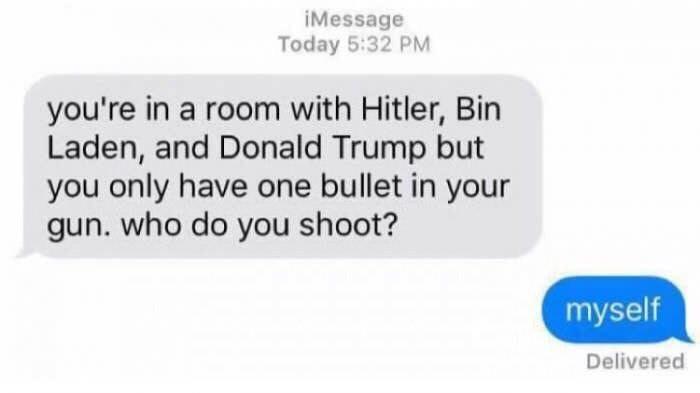 iMessage
Today 5:32 PM
you're in a room with Hitler, Bin
Laden, and Donald Trump but
you only have one bullet in your
gun. who do you shoot?
myself
Delivered